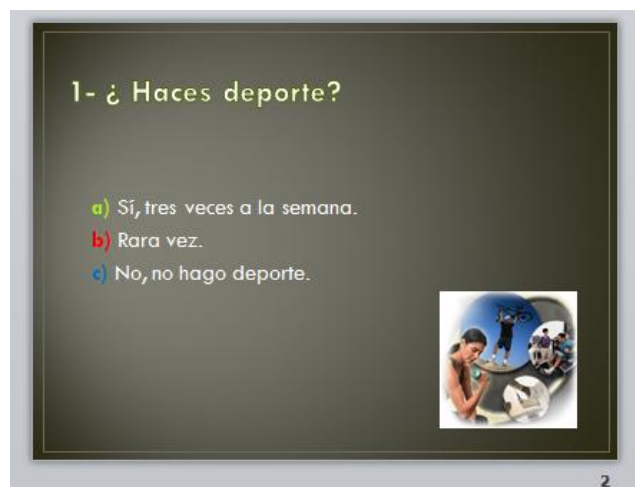 1- ¿ Haces deporte?
a) Sí, tres veces a la semana.
b) Rara vez.
c) No, no hago deporte.
2